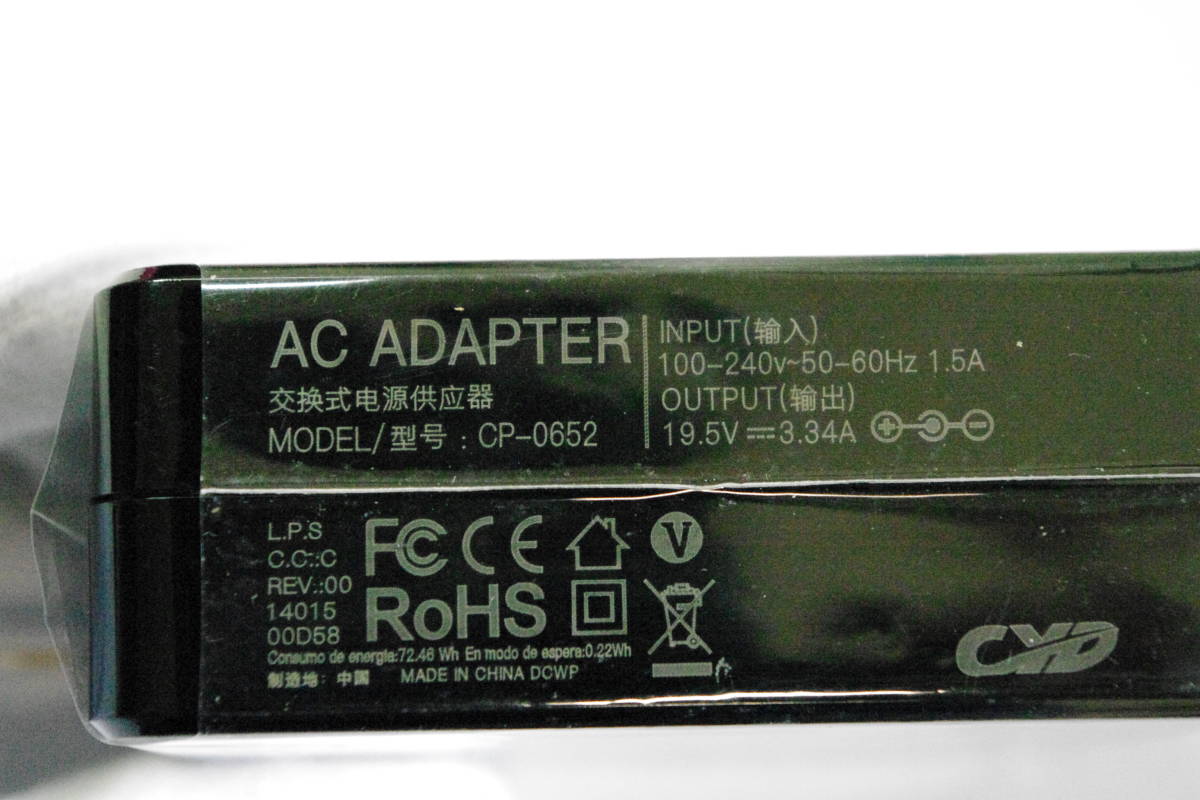 AC ADAPTER
交换式电源供应器
MODEL/型号: CP-0652
INPUT(输入)
100-240v~50-60Hz 1.5A
OUTPUT(输出)
19.5V⎓3.34A
L.P.S
C.C.:C
REV.:00
14015
00D58
FC CE
V
RoHS
Consumo de energia:72.46 Wh En modo de espera:0.22Wh
制造地: 中国 MADE IN CHINA DCWP
CYD